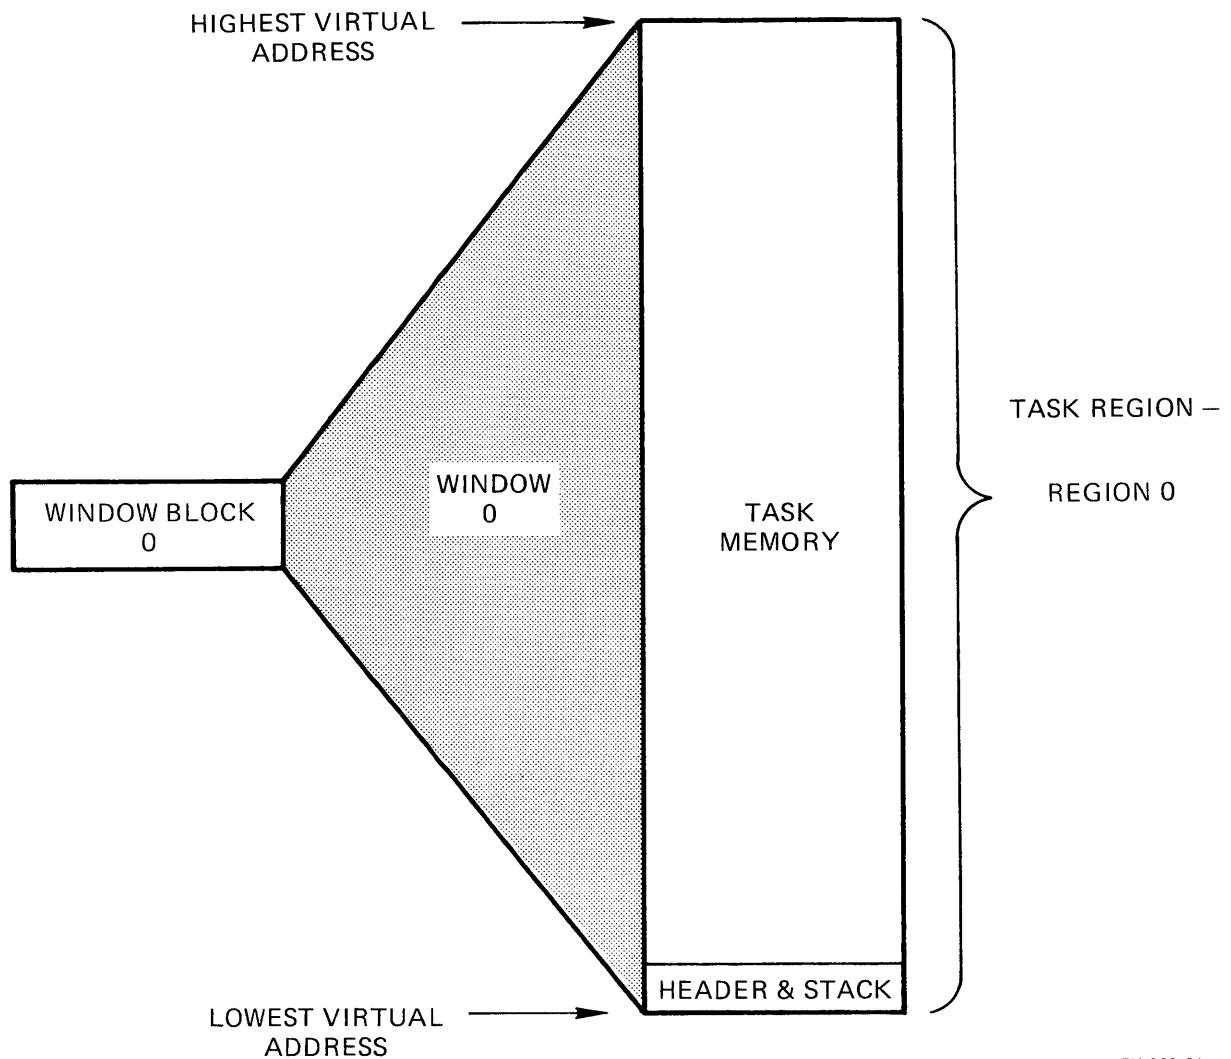 HIGHEST VIRTUAL
ADDRESS
TASK REGION –
REGION 0
WINDOW BLOCK
0
WINDOW
0
TASK
MEMORY
HEADER & STACK
LOWEST VIRTUAL
ADDRESS